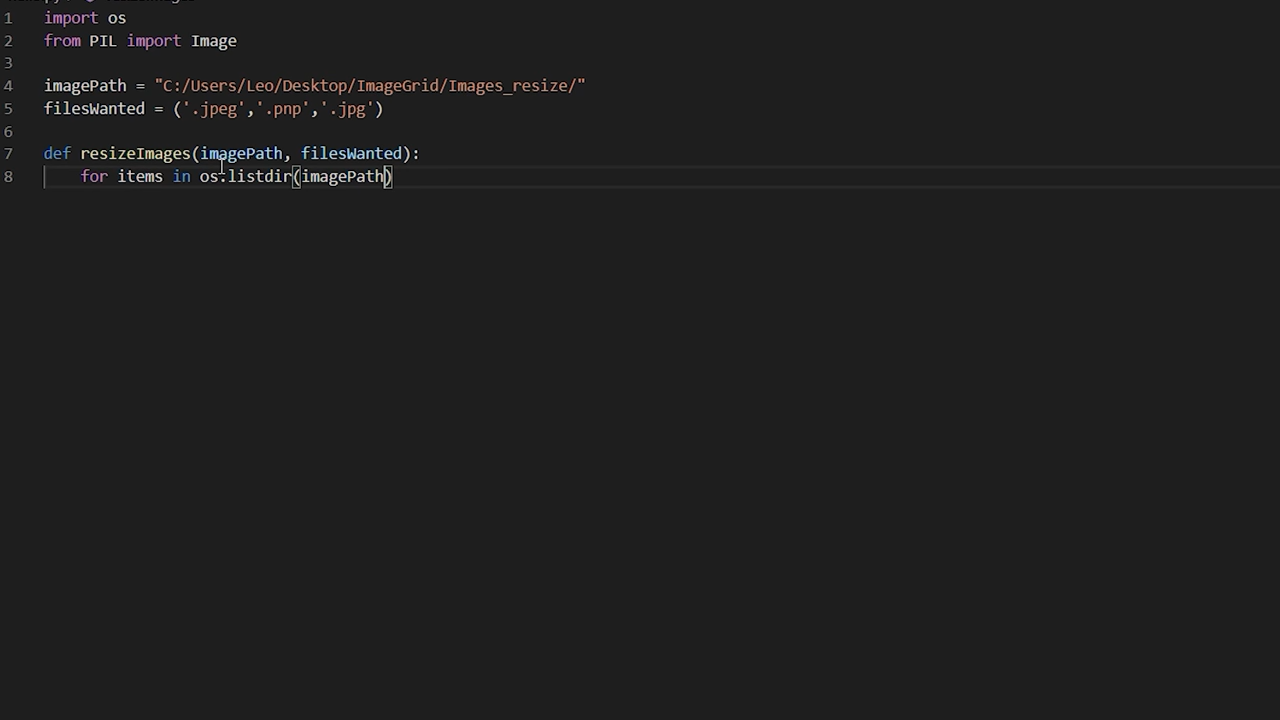 1 import os
2 from PIL import Image
3
4 imagePath = "C:/Users/Leo/Desktop/ImageGrid/Images_resize/"
5 filesWanted = ('.jpeg','.pnp','.jpg')
6
7 def resizeImages(imagePath, filesWanted):
8     for items in os.listdir(imagePath)